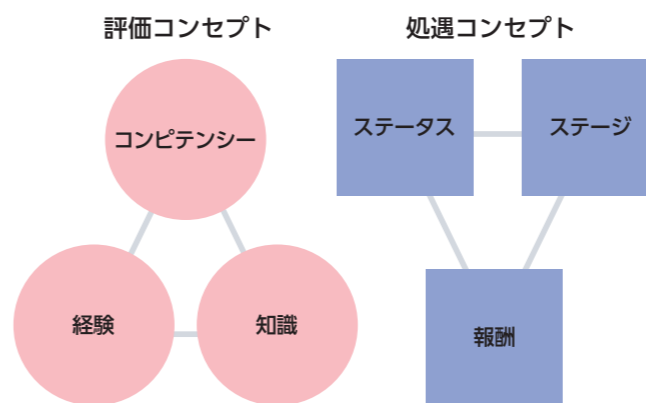 評価コンセプト
コンピテンシー
経験
知識
処遇コンセプト
ステータス
ステージ
報酬